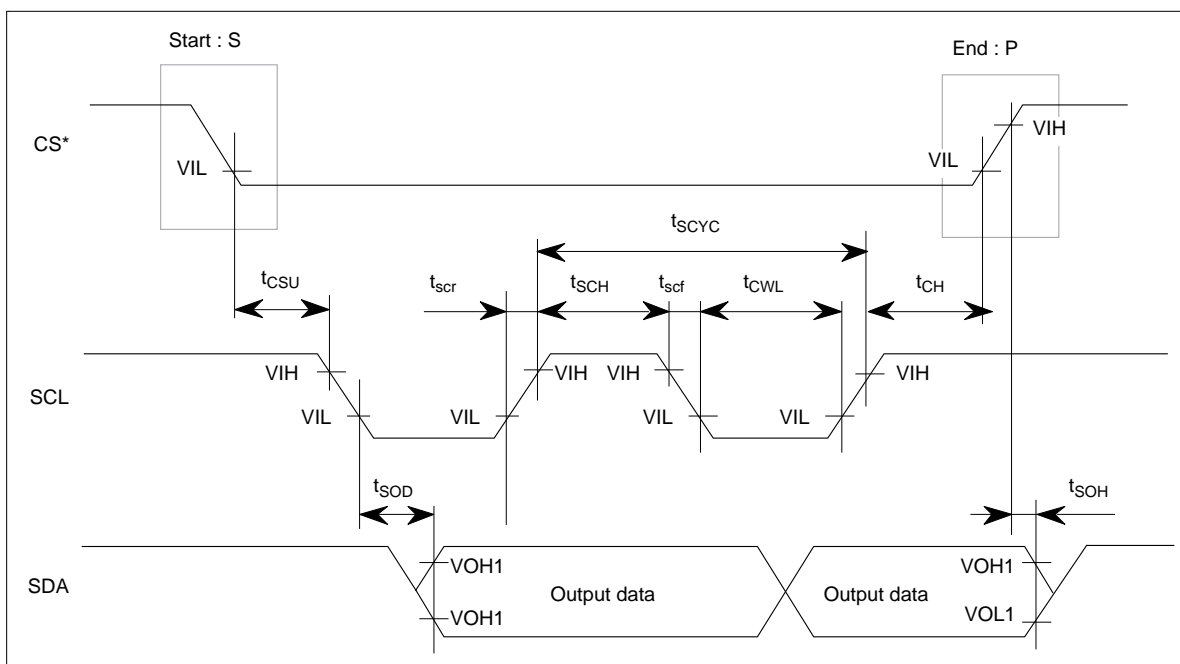 Start : S
End : P
CS*
VIL
VIL
VIH
tSCYC
tCSU
tscr
tSCH
tscf
tCWL
tCH
SCL
VIH
VIL
VIL
VIH
VIH
VIL
VIL
VIH
tSOD
tSOH
SDA
VOH1
VOH1
Output data
Output data
VOH1
VOL1